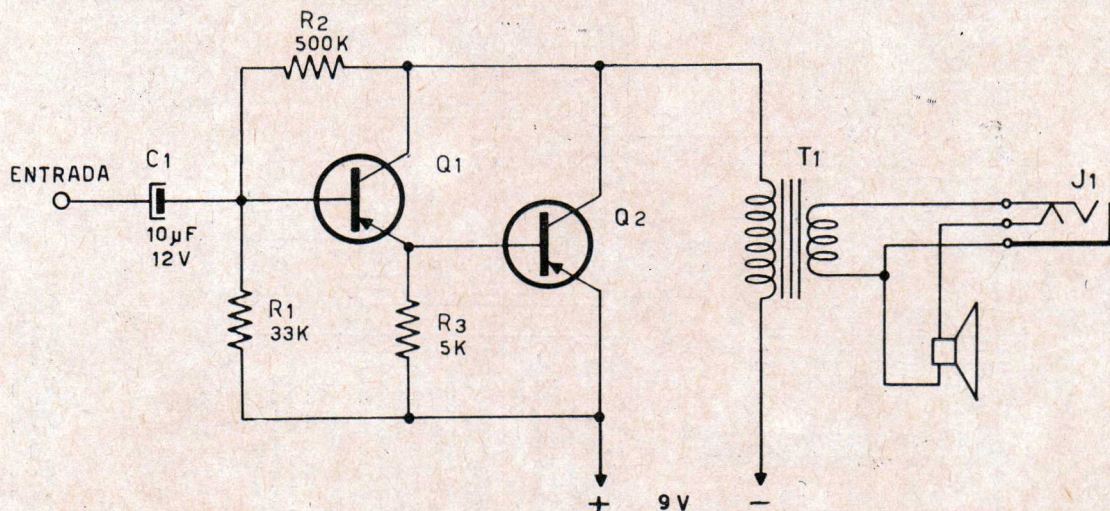 R2
500K
ENTRADA
C1
10µF
12V
Q1
Q2
R1
33K
R3
5K
T1
J1
+ 9V −